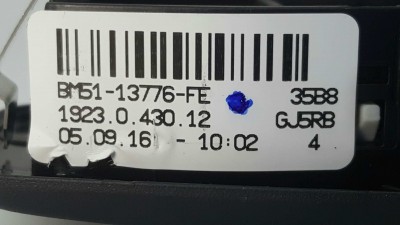 BM51-13776-FE 35B8
1923.0.430.12 GJ5RB
05.09.16 - 10:02 4